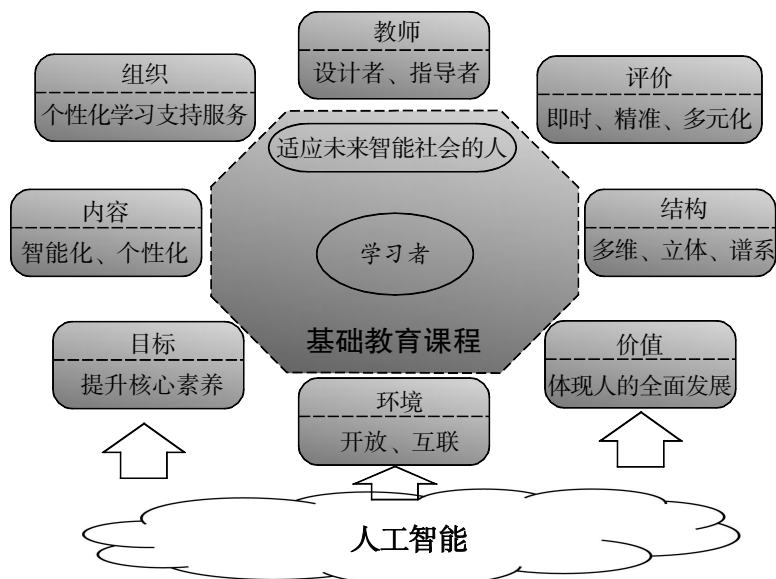 教师
设计者、指导者
组织
个性化学习支持服务
评价
即时、精准、多元化
适应未来智能社会的人
内容
智能化、个性化
学习者
结构
多维、立体、谱系
基础教育课程
目标
提升核心素养
价值
体现人的全面发展
环境
开放、互联
人工智能